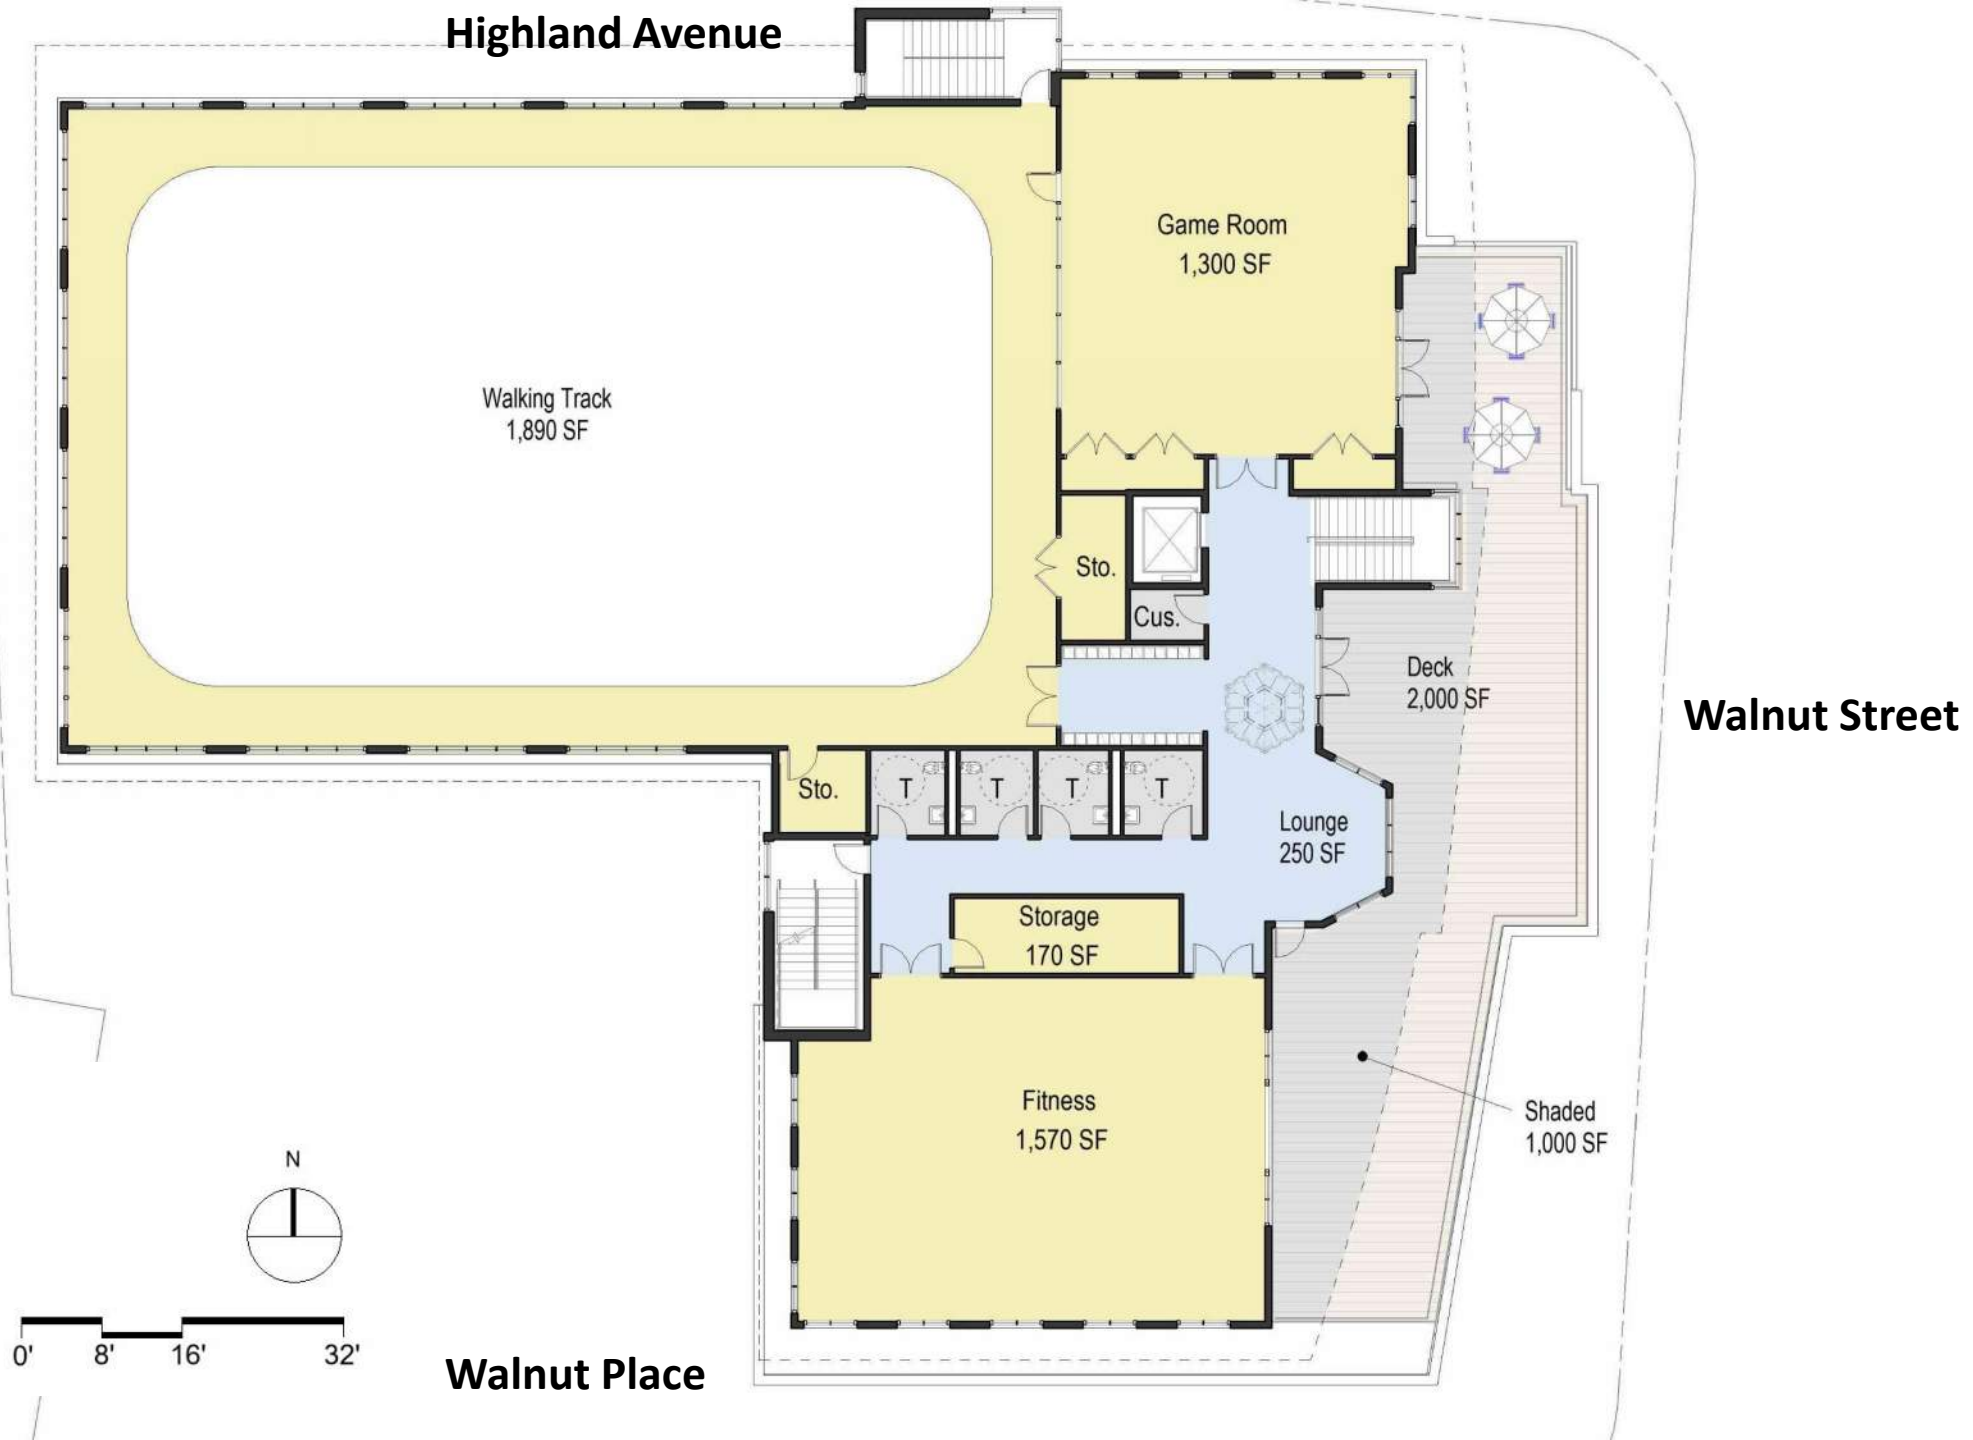 Highland Avenue
Game Room
1,300 SF
Walking Track
1,890 SF
Sto.
Cus.
Deck
2,000 SF
Walnut Street
Sto.
T
T
T
T
Lounge
250 SF
Storage
170 SF
Fitness
1,570 SF
Shaded
1,000 SF
N
0'
8'
16'
32'
Walnut Place